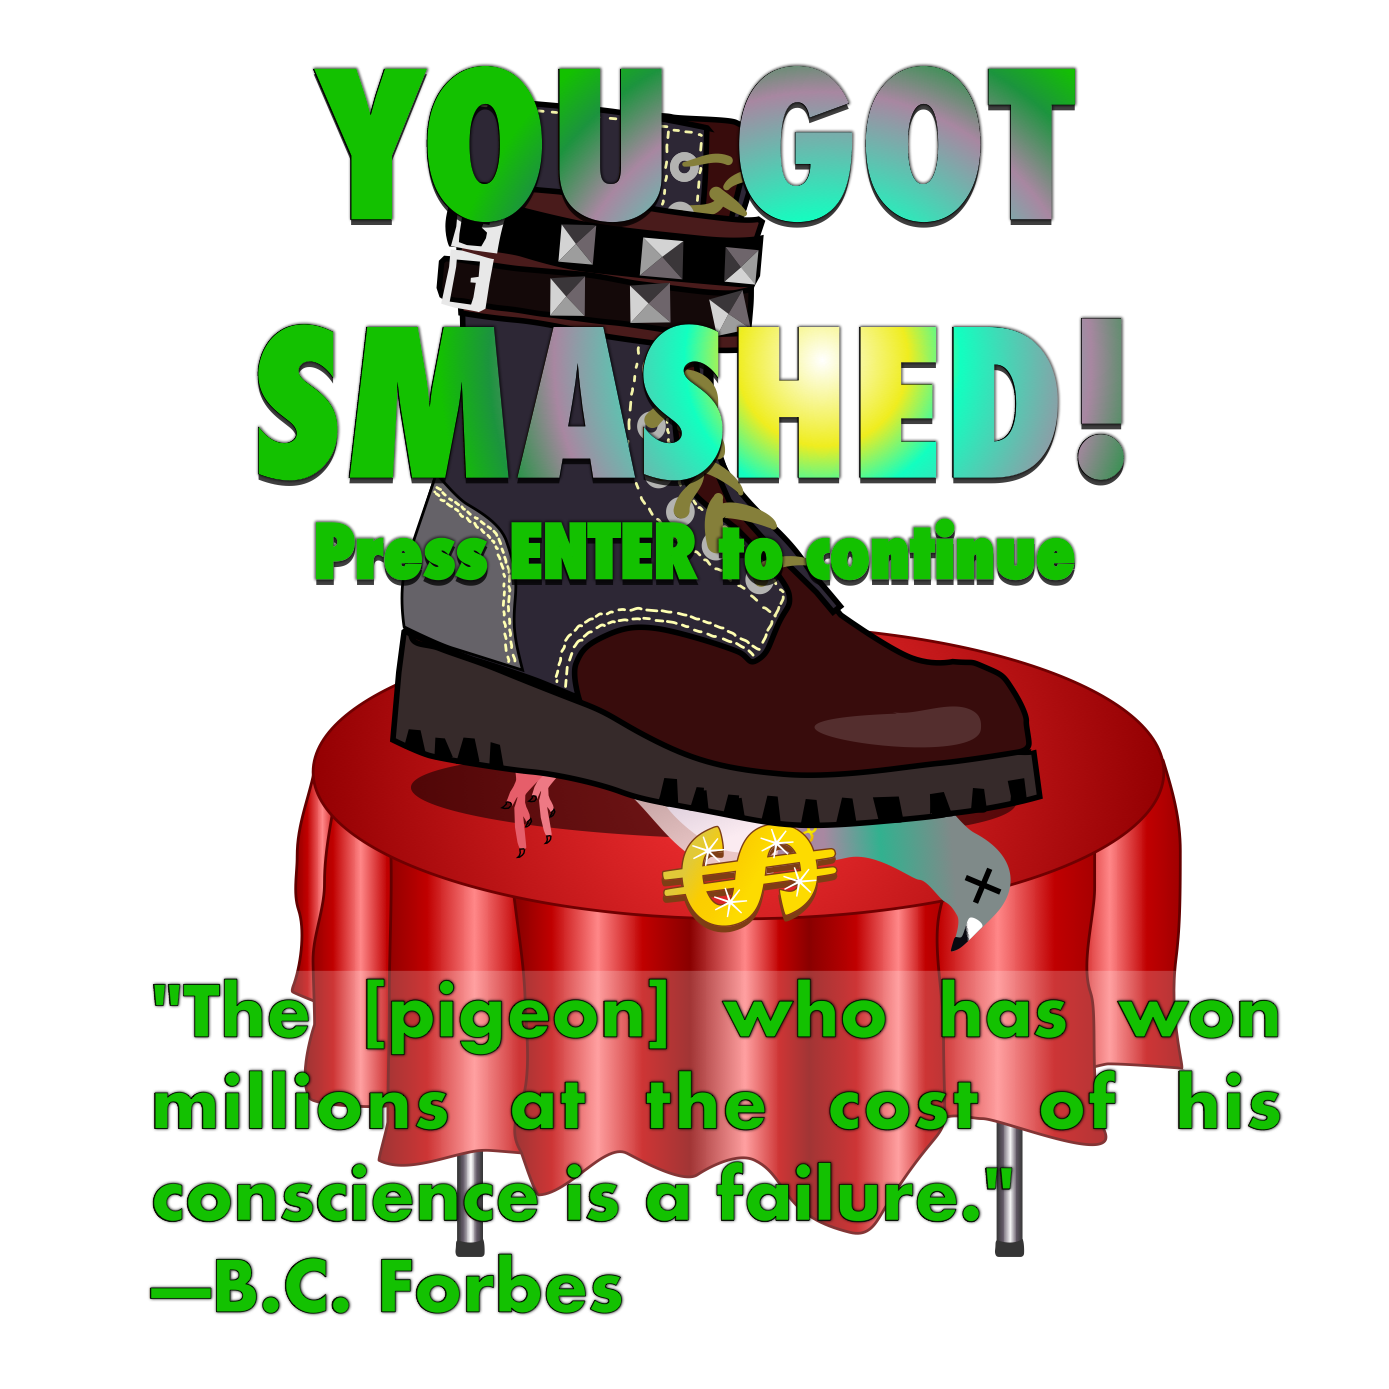 YOU GOT
SMASHED!
Press ENTER to continue
$
"The [pigeon] who has won
millions at the cost of his
conscience is a failure."
—B.C. Forbes